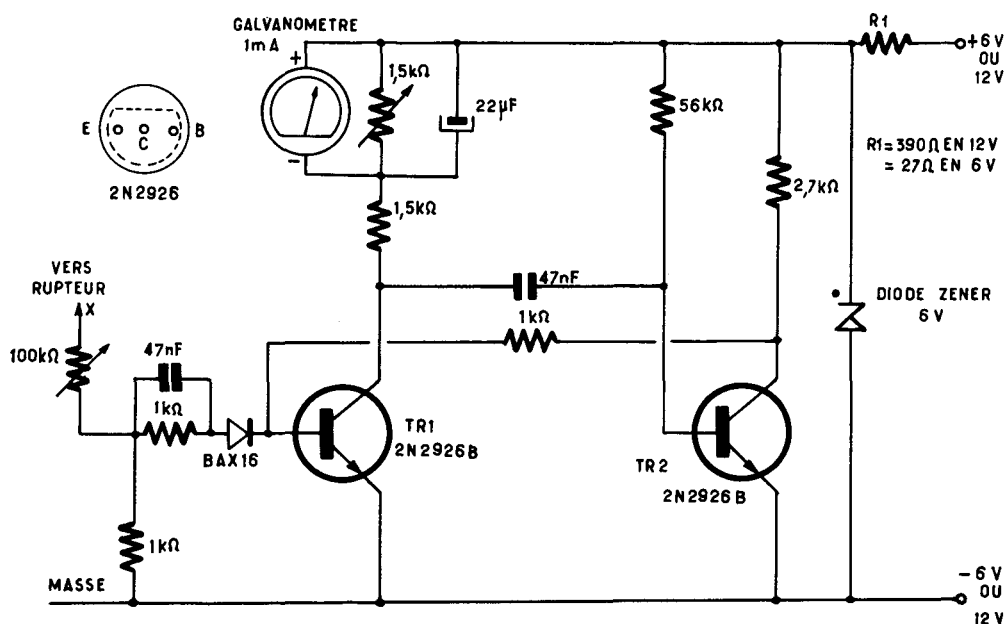 GALVANOMETRE
1mA
+
-
1,5kΩ
22µF
56kΩ
R1
+6V
OU
12V
R1=390Ω EN 12V
= 27Ω EN 6V
E
C
B
2N2926
1,5kΩ
2,7kΩ
VERS
RUPTEUR
X
47nF
1kΩ
DIODE ZENER
6V
100kΩ
47nF
1kΩ
BAX16
TR1
2N2926B
TR2
2N2926B
1kΩ
MASSE
-6V
OU
12V